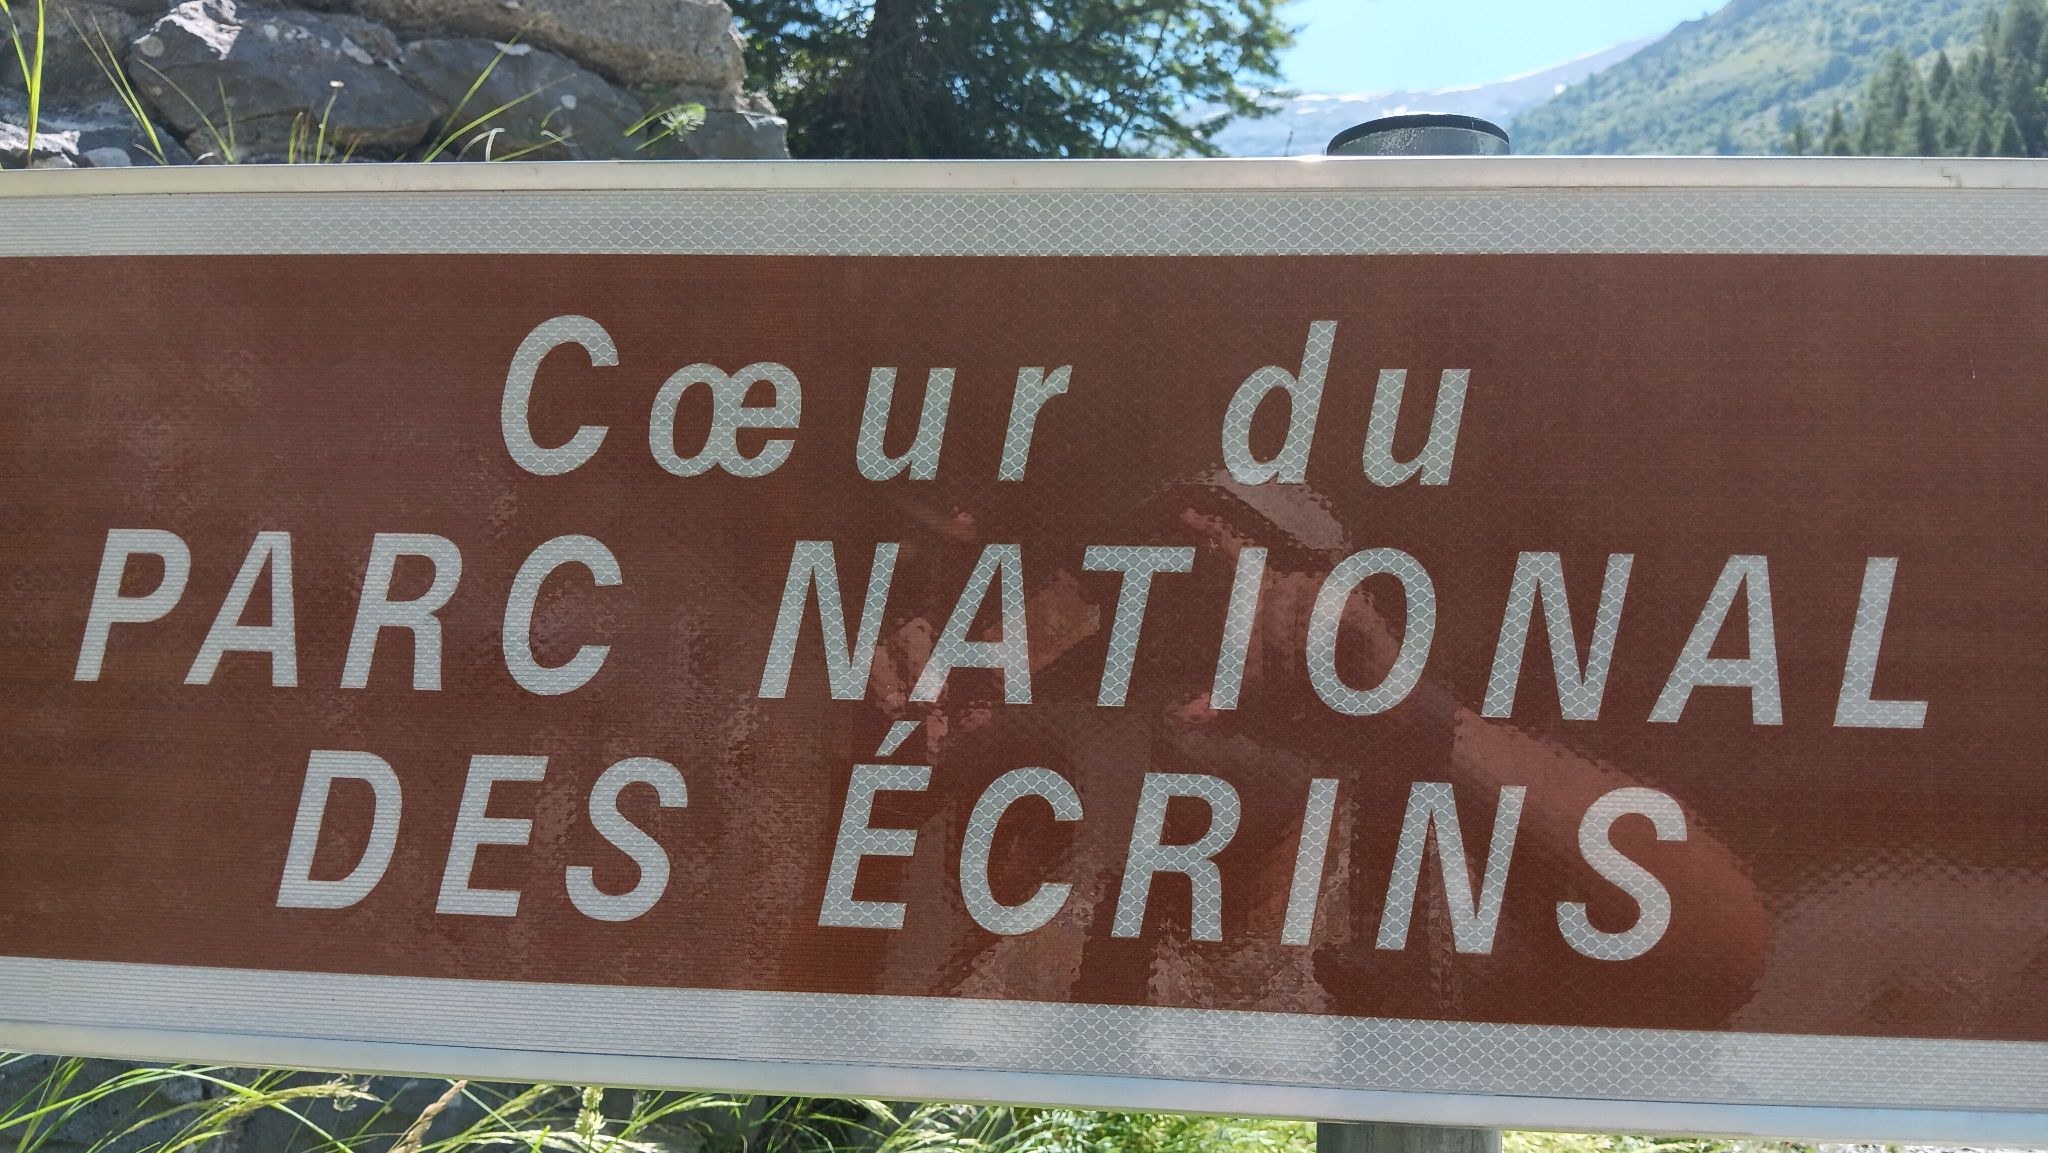 Cœur du
PARC NATIONAL
DES ÉCRINS